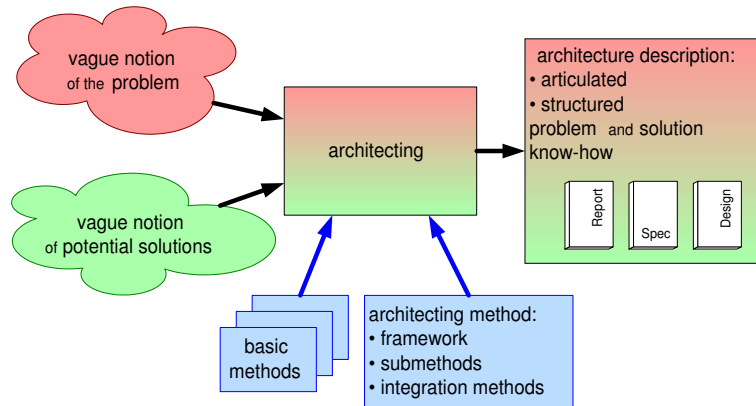 vague notion
of the problem
vague notion
of potential solutions
architecting
architecture description:
• articulated
• structured
problem and solution
know-how
Report
Spec
Design
basic
methods
architecting method:
• framework
• submethods
• integration methods